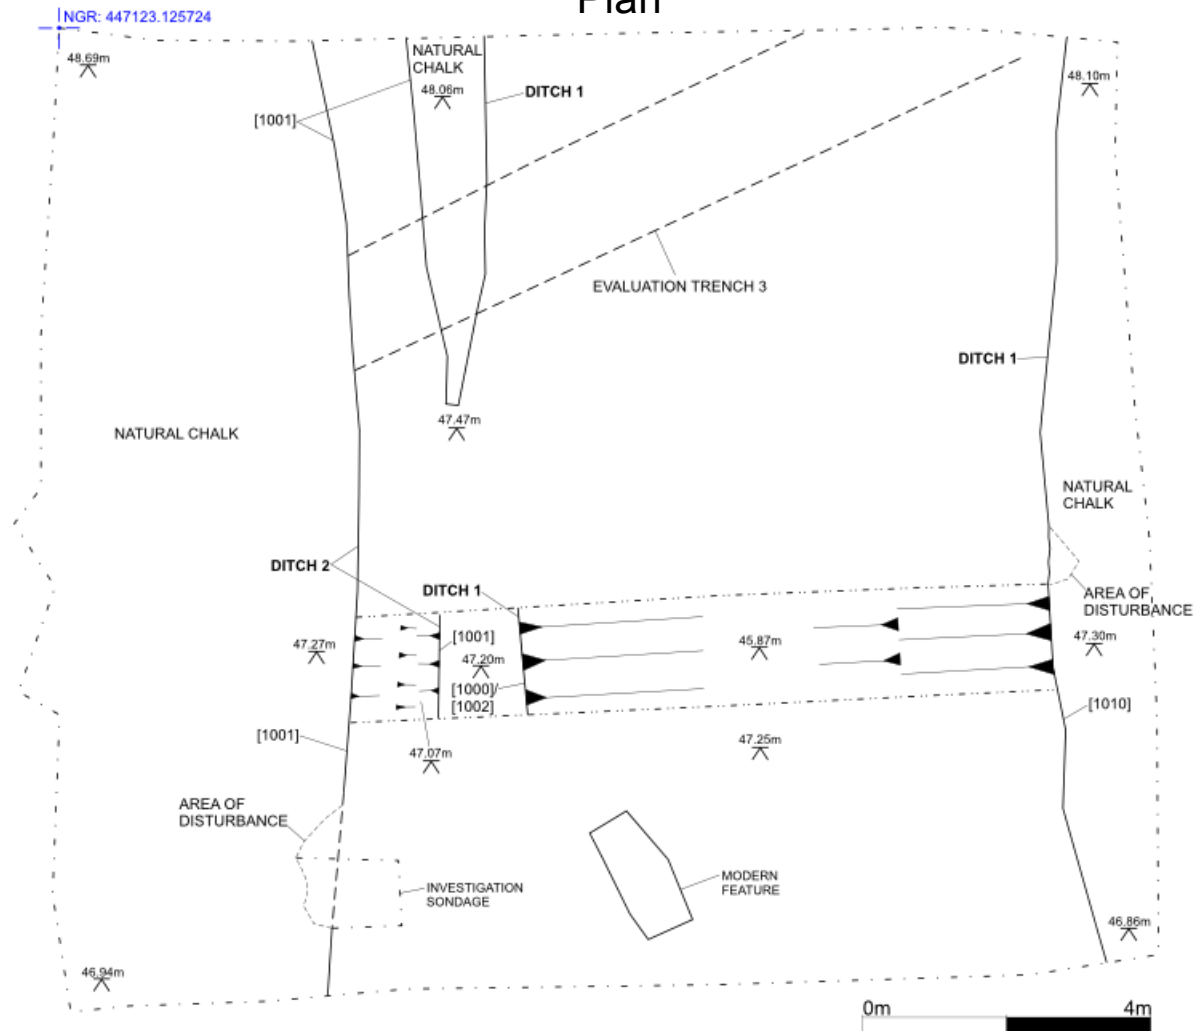 Plan
NGR: 447123.125724
48.69m
NATURAL
CHALK
48.06m
DITCH 1
48.10m
[1001]
EVALUATION TRENCH 3
DITCH 1
47.47m
NATURAL CHALK
NATURAL
CHALK
DITCH 2
DITCH 1
AREA OF
DISTURBANCE
47.27m
[1001]
47.20m
45.87m
47.30m
[1000]/
[1002]
[1010]
[1001]
47.07m
47.25m
AREA OF
DISTURBANCE
INVESTIGATION
SONDAGE
MODERN
FEATURE
46.86m
46.94m
0m
4m